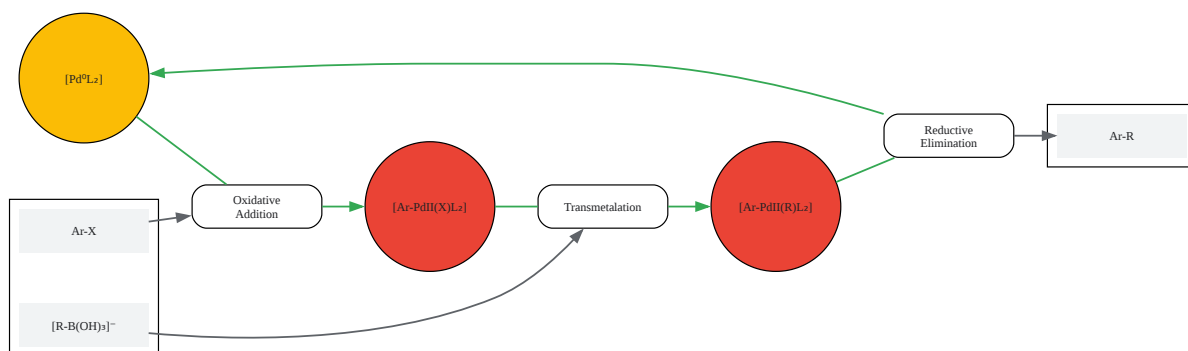 [Pd⁰L₂]
Reductive
Elimination
Ar-R
Oxidative
Addition
[Ar-PdII(X)L₂]
Transmetalation
[Ar-PdII(R)L₂]
Ar-X
[R-B(OH)₃]⁻